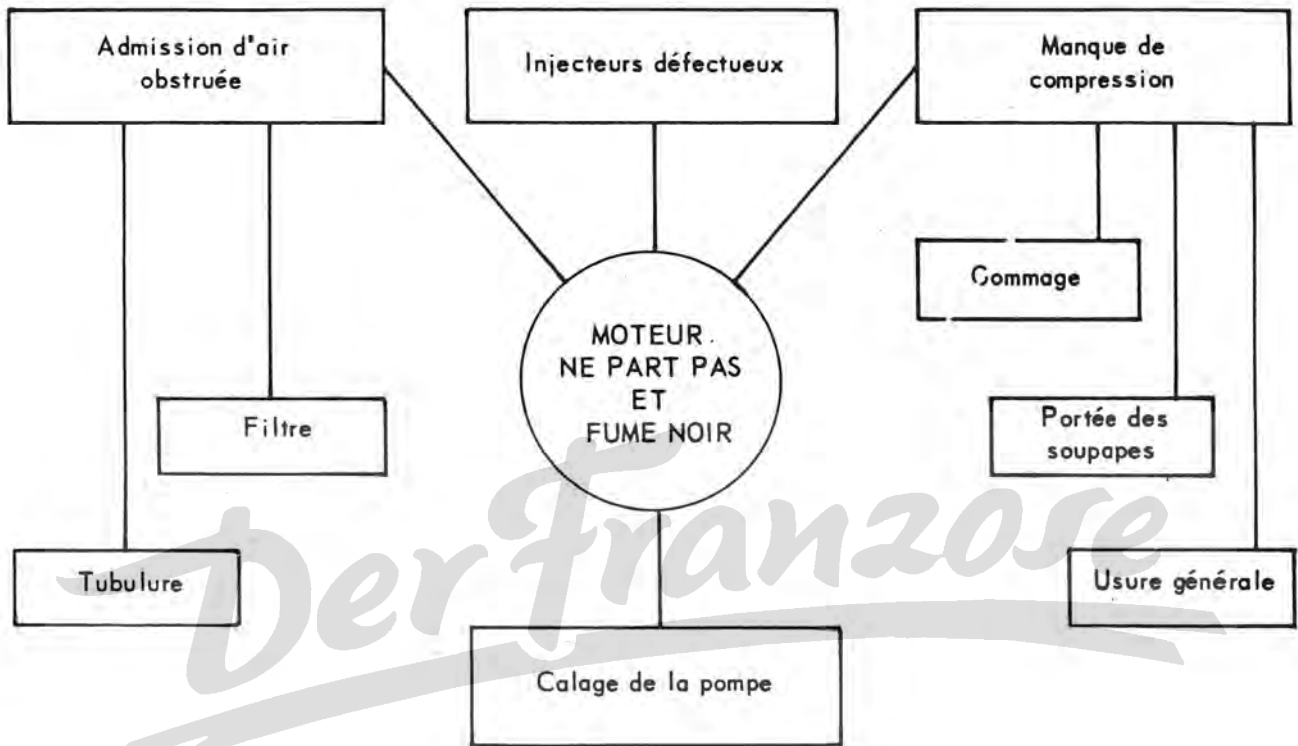 Admission d'air
obstruée
Injecteurs défectueux
Manque de
compression
Gommage
MOTEUR
NE PART PAS
ET
FUME NOIR
Filtre
Portée des
soupapes
Tubulure
Usure générale
Calage de la pompe
Der Franzose